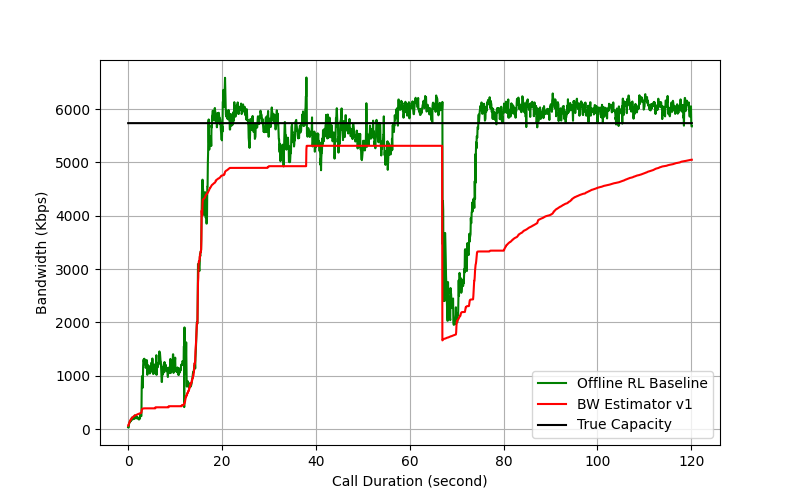 6000
5000
4000
3000
2000
1000
0
Bandwidth (Kbps)
0 20 40 60 80 100 120
Call Duration (second)
Offline RL Baseline
BW Estimator v1
True Capacity